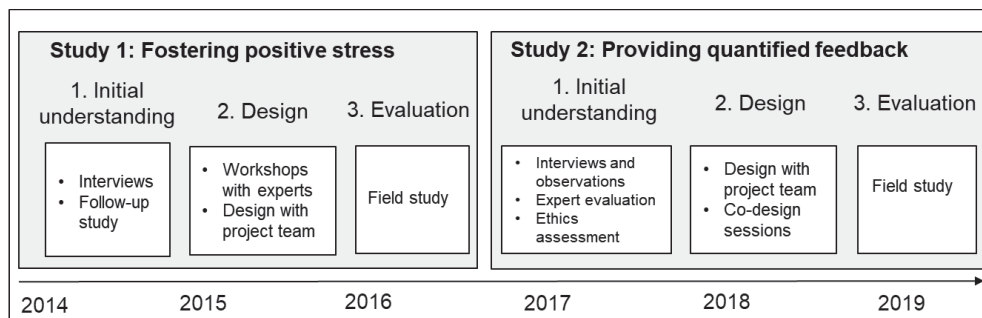 Study 1: Fostering positive stress
1. Initial
understanding
2. Design
3. Evaluation
• Interviews
• Follow-up
study
• Workshops
with experts
• Design with
project team
Field study
Study 2: Providing quantified feedback
1. Initial
understanding
2. Design
3. Evaluation
• Interviews and
observations
• Expert evaluation
• Ethics
assessment
• Design with
project team
• Co-design
sessions
Field study
2014
2015
2016
2017
2018
2019